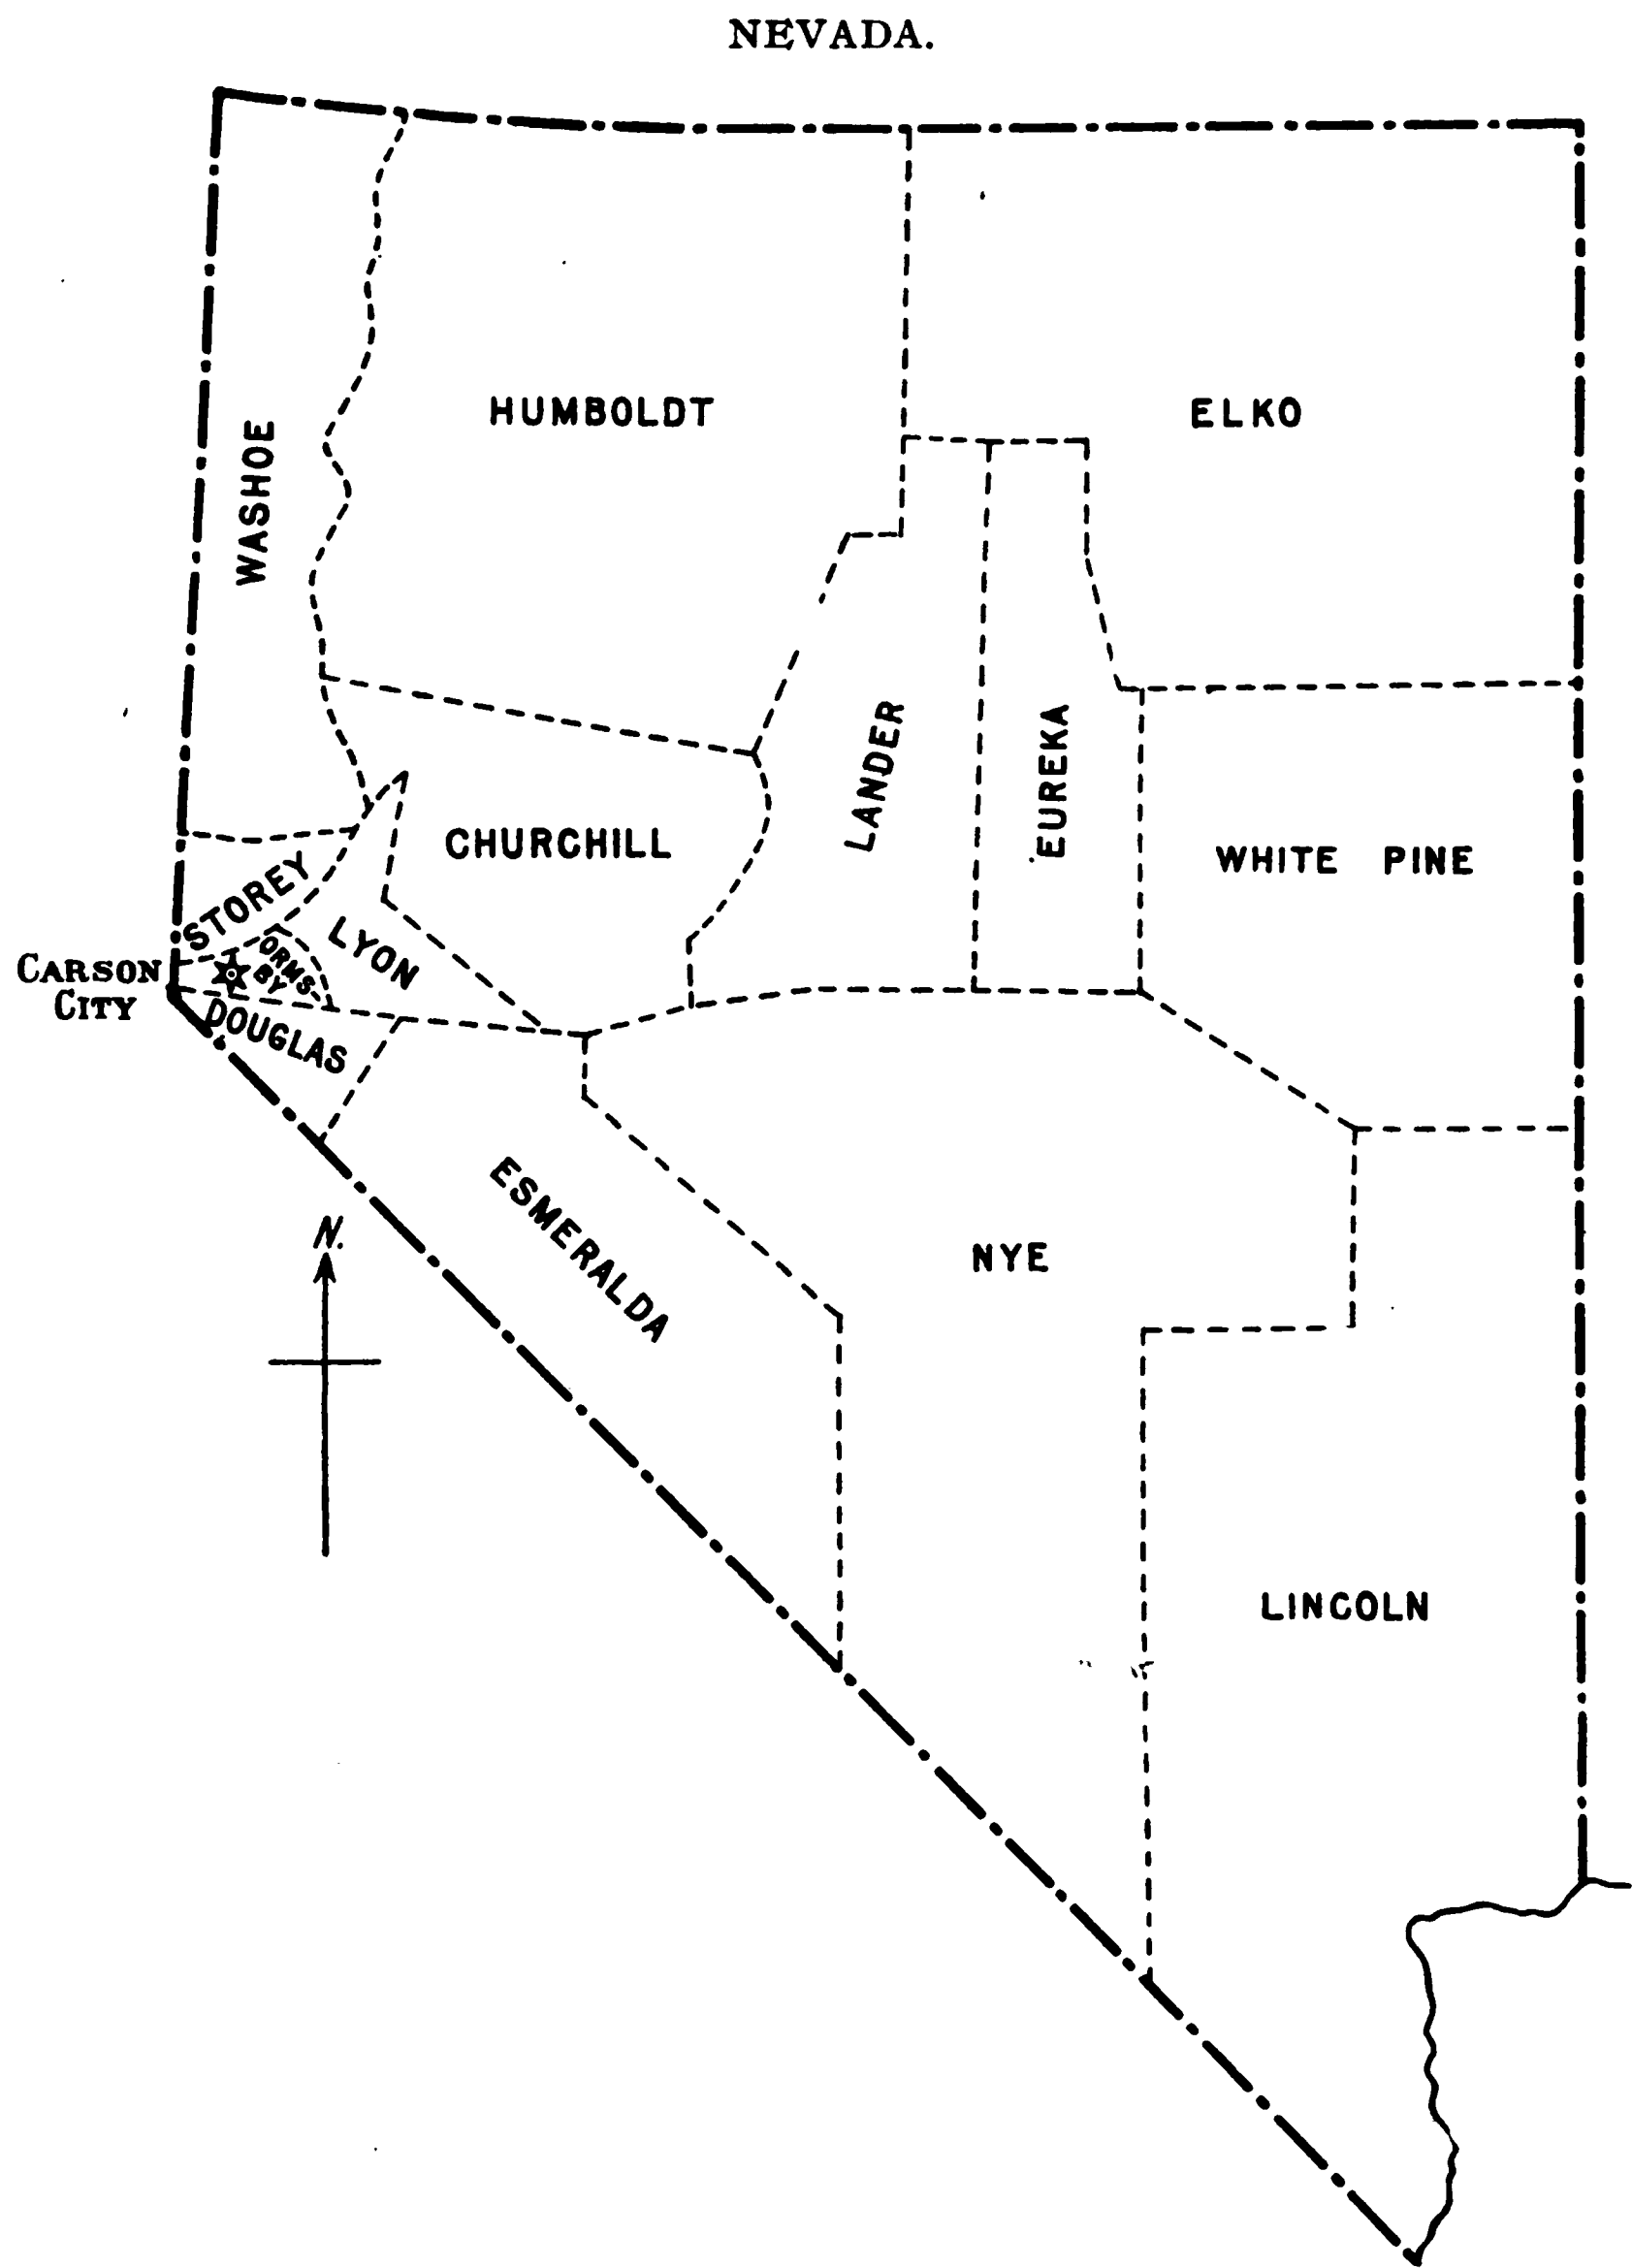 NEVADA.
HUMBOLDT
ELKO
WASHOE
LANDER
EUREKA
CHURCHILL
WHITE PINE
STOREY
LYON
ORMS
BY
CARSON
CITY
DOUGLAS
ESMERALDA
N.
NYE
LINCOLN